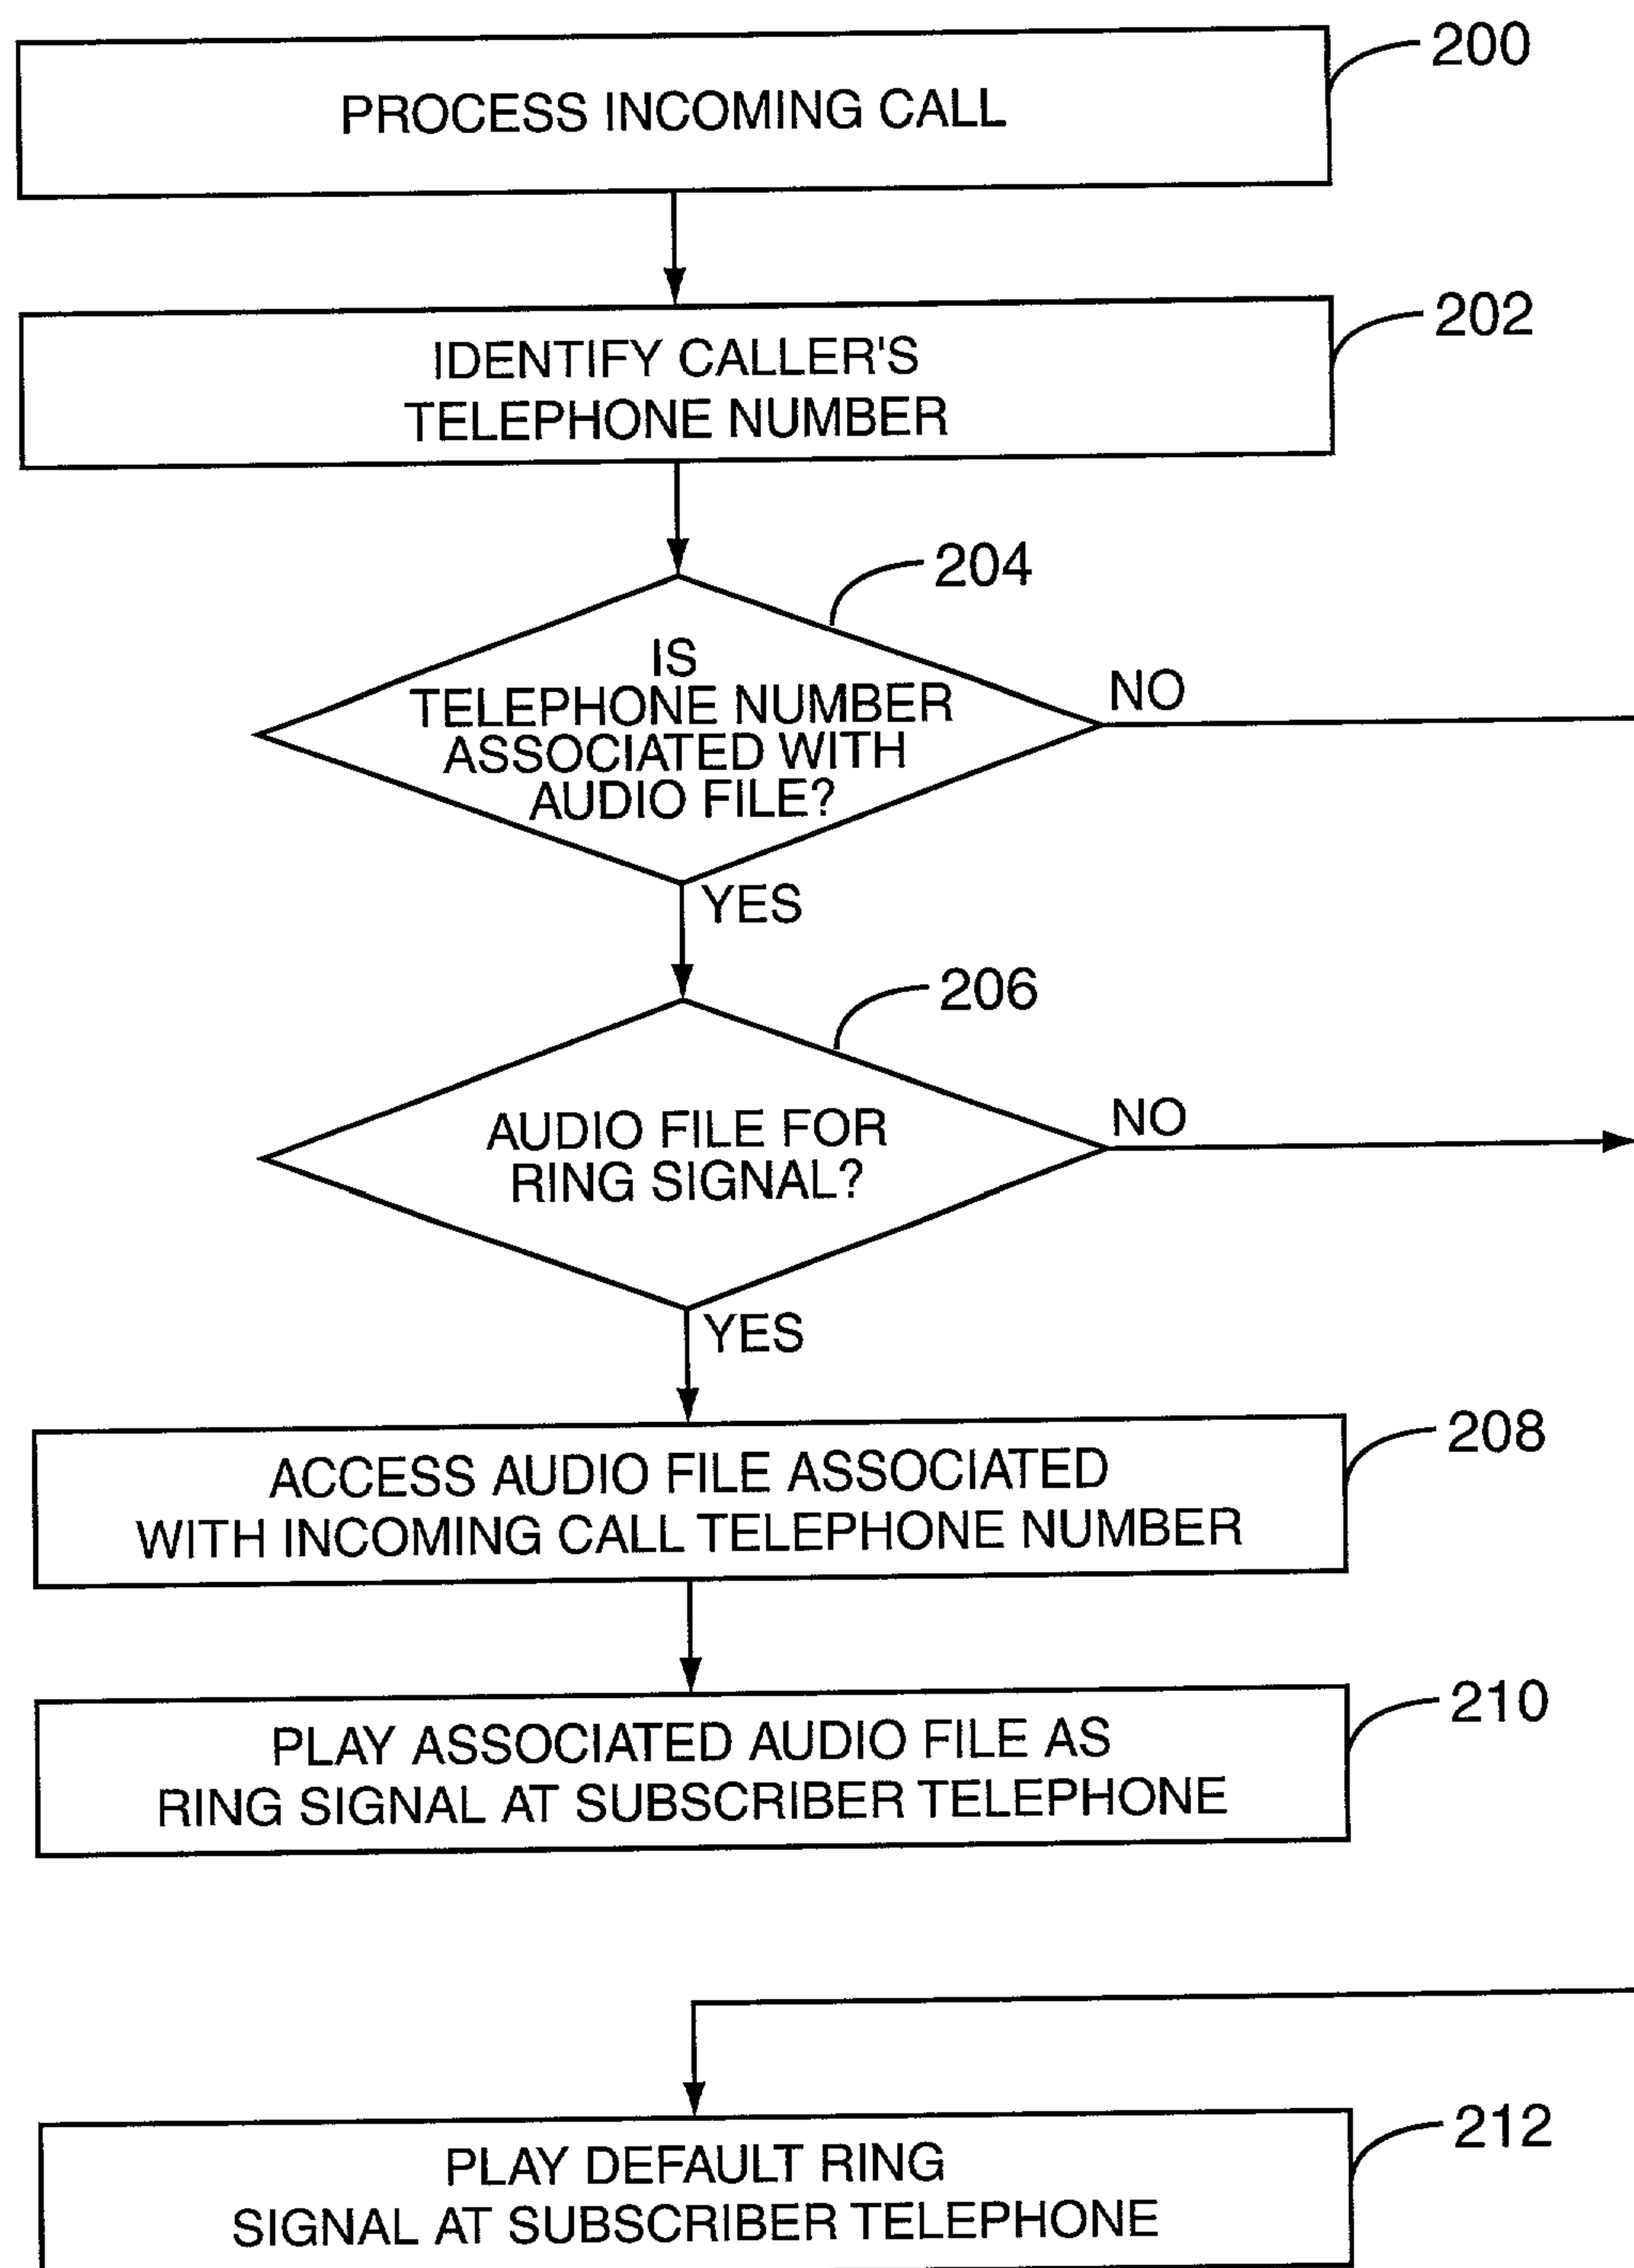 200
PROCESS INCOMING CALL
202
IDENTIFY CALLER'S
TELEPHONE NUMBER
204
IS
TELEPHONE NUMBER
ASSOCIATED WITH
AUDIO FILE?
NO
YES
206
AUDIO FILE FOR
RING SIGNAL?
NO
YES
208
ACCESS AUDIO FILE ASSOCIATED
WITH INCOMING CALL TELEPHONE NUMBER
210
PLAY ASSOCIATED AUDIO FILE AS
RING SIGNAL AT SUBSCRIBER TELEPHONE
212
PLAY DEFAULT RING
SIGNAL AT SUBSCRIBER TELEPHONE